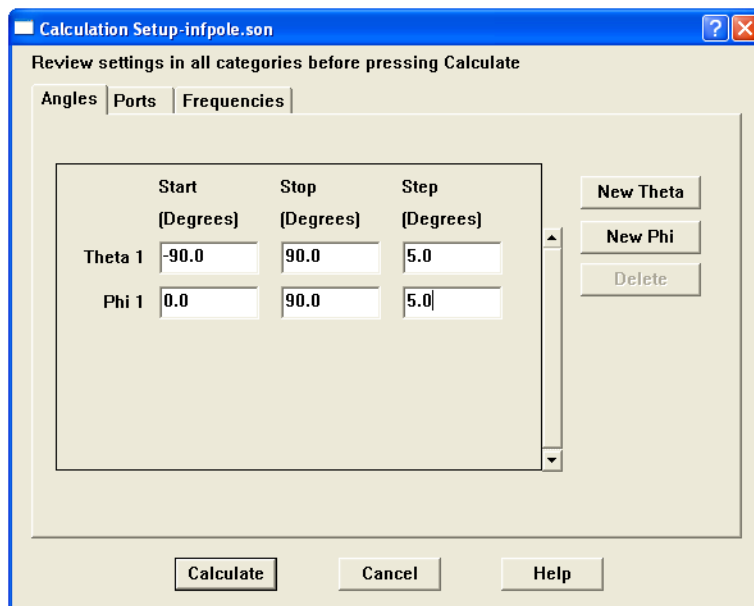 Calculation Setup-infpole.son
Review settings in all categories before pressing Calculate
Angles Ports Frequencies
Start Stop Step
(Degrees) (Degrees) (Degrees)
Theta 1 -90.0 90.0 5.0
Phi 1 0.0 90.0 5.0
New Theta
New Phi
Delete
Calculate Cancel Help